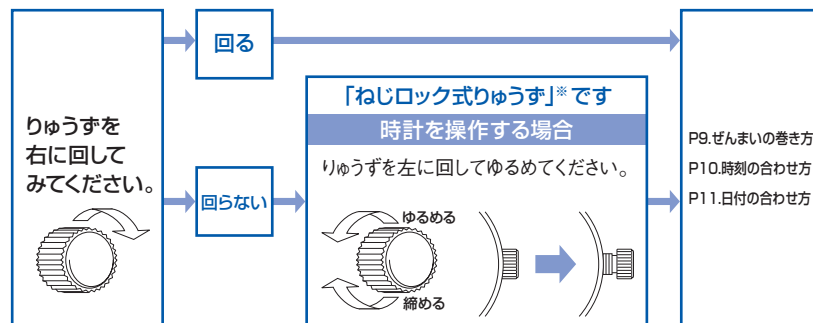 りゅうずを
右に回して
みてください。
回る
回らない
「ねじロック式りゅうず」※です
時計を操作する場合
りゅうずを左に回してゆるめてください。
ゆるめる
締める
P9.ぜんまいの巻き方
P10.時刻の合わせ方
P11.日付の合わせ方